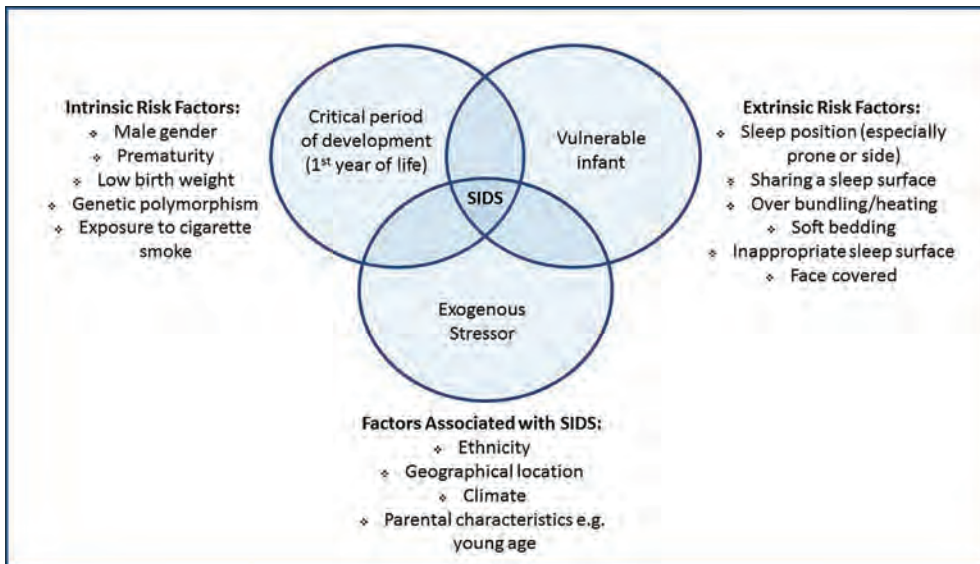 Intrinsic Risk Factors:
❖ Male gender
❖ Prematurity
❖ Low birth weight
❖ Genetic polymorphism
❖ Exposure to cigarette
smoke
Critical period
of development
(1st year of life)
Vulnerable
infant
SIDS
Exogenous
Stressor
Extrinsic Risk Factors:
❖ Sleep position (especially
prone or side)
❖ Sharing a sleep surface
❖ Over bundling/heating
❖ Soft bedding
❖ Inappropriate sleep surface
❖ Face covered
Factors Associated with SIDS:
❖ Ethnicity
❖ Geographical location
❖ Climate
❖ Parental characteristics e.g.
young age